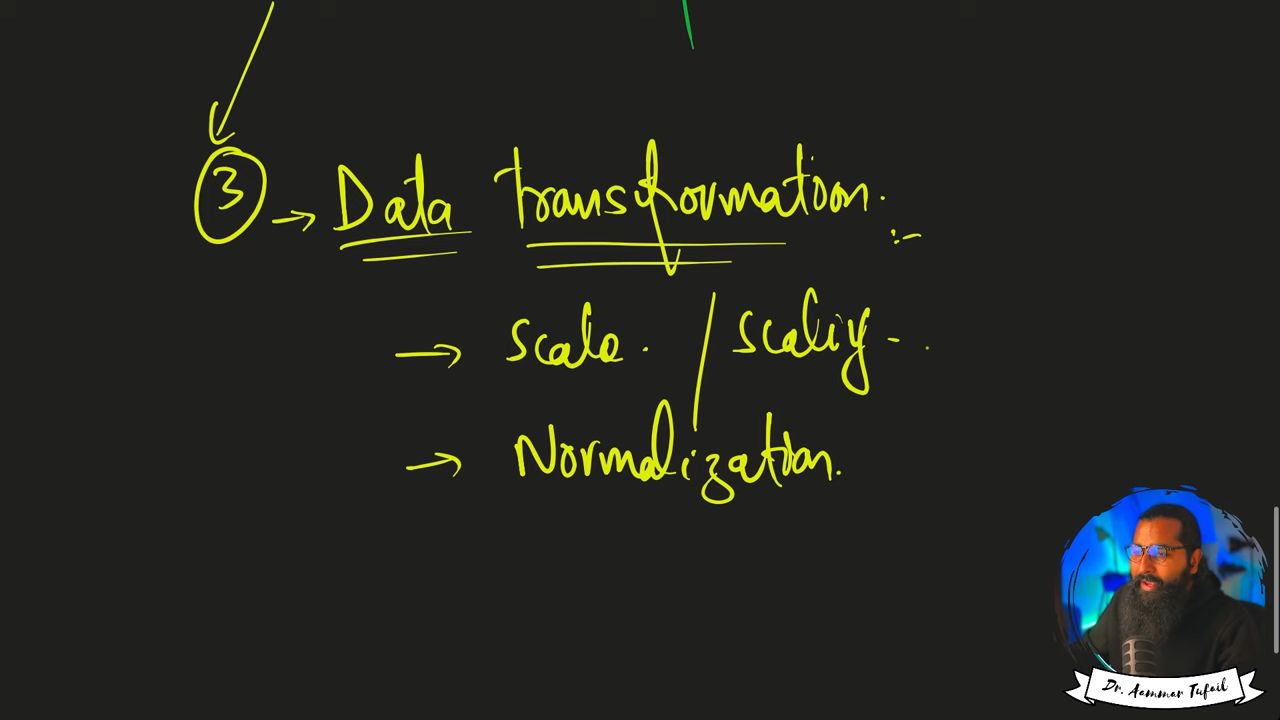 3 → Data transformation. :-
→ Scale. / Scaling - .
→ Normalization.
Dr. Aammar Tufail